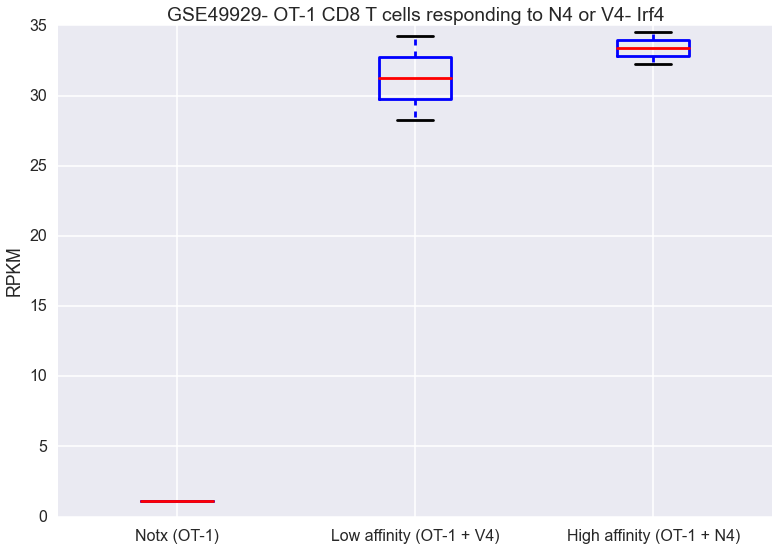 GSE49929- OT-1 CD8 T cells responding to N4 or V4- Irf4
35
30
25
20
15
10
5
0
RPKM
Notx (OT-1)
Low affinity (OT-1 + V4)
High affinity (OT-1 + N4)